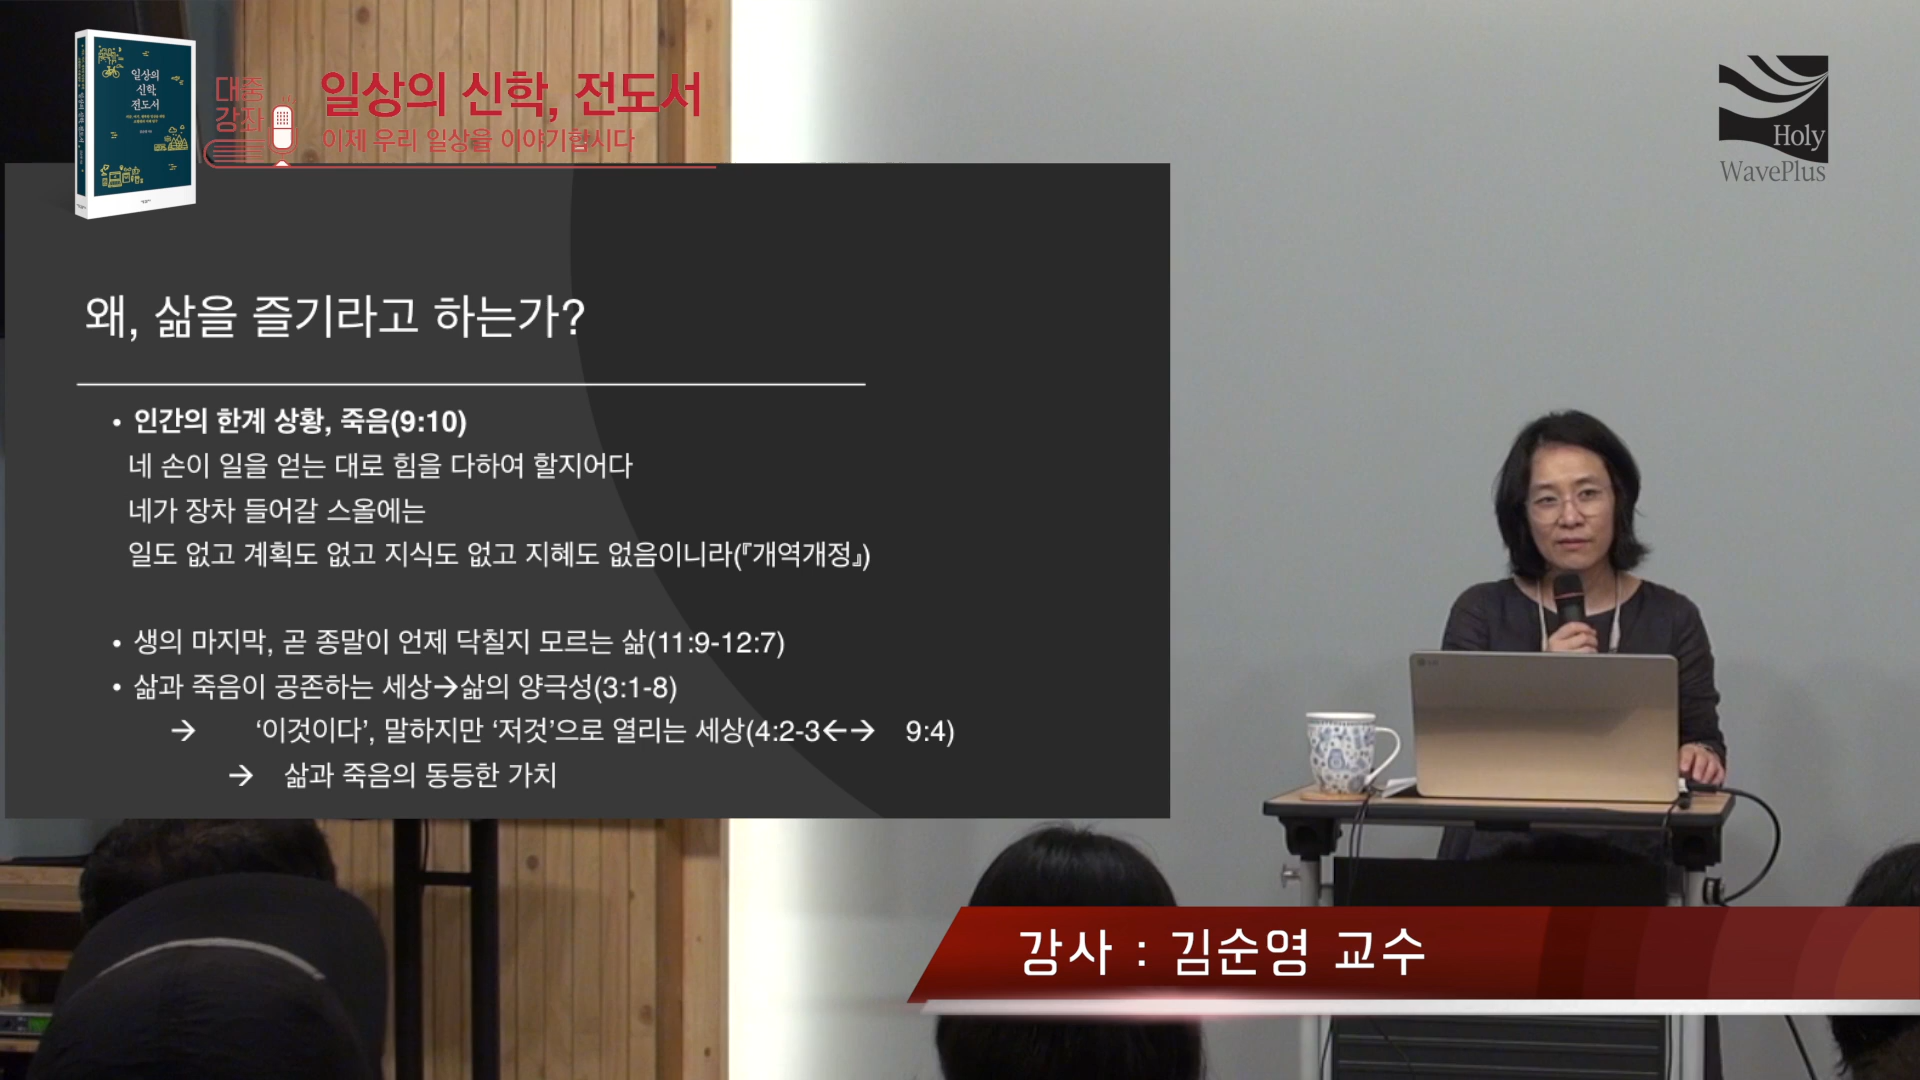 일상의
신학,
전도서
대중
강좌
일상의 신학, 전도서
이제 우리 일상을 이야기합시다
Holy
WavePlus
왜, 삶을 즐기라고 하는가?
• 인간의 한계 상황, 죽음(9:10)
네 손이 일을 얻는 대로 힘을 다하여 할지어다
네가 장차 들어갈 스올에는
일도 없고 계획도 없고 지식도 없고 지혜도 없음이니라(『개역개정』)
• 생의 마지막, 곧 종말이 언제 닥칠지 모르는 삶(11:9-12:7)
• 삶과 죽음이 공존하는 세상→삶의 양극성(3:1-8)
→ ‘이것이다’, 말하지만 ‘저것’으로 열리는 세상(4:2-3←→ 9:4)
→ 삶과 죽음의 동등한 가치
LG
강사 : 김순영 교수